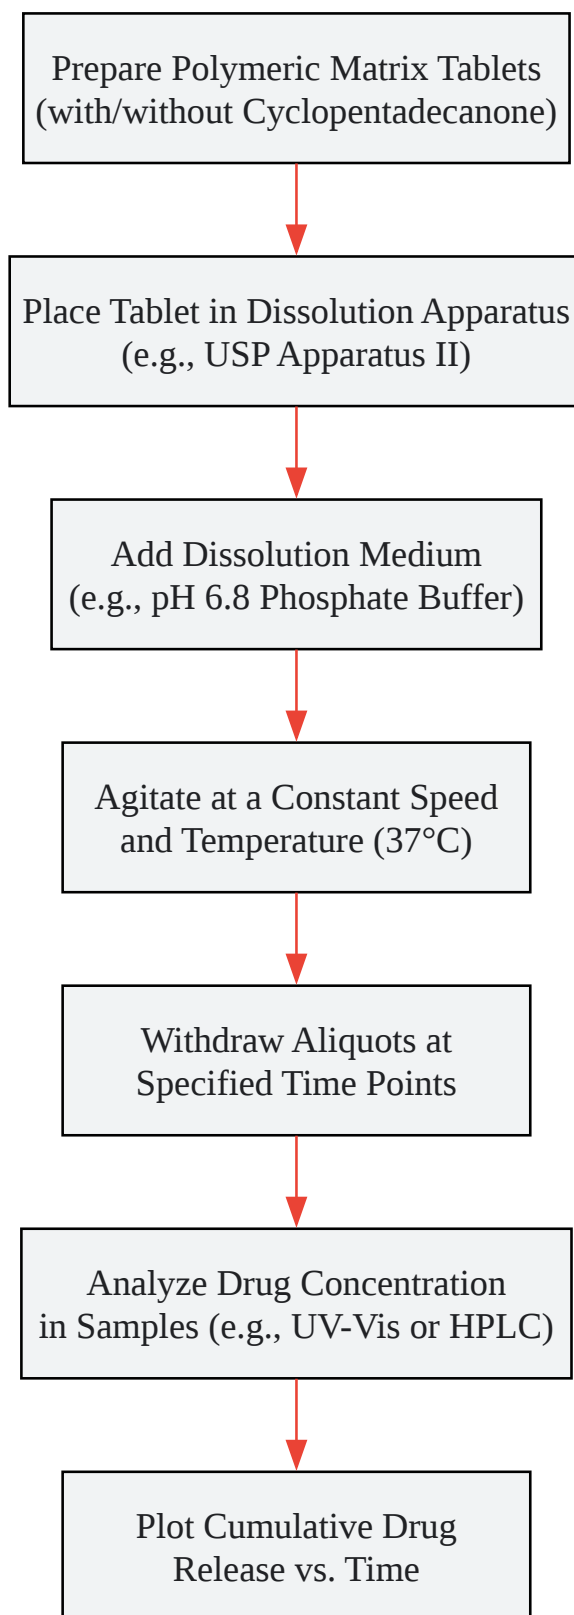 Prepare Polymeric Matrix Tablets
(with/without Cyclopentadecanone)
Place Tablet in Dissolution Apparatus
(e.g., USP Apparatus II)
Add Dissolution Medium
(e.g., pH 6.8 Phosphate Buffer)
Agitate at a Constant Speed
and Temperature (37°C)
Withdraw Aliquots at
Specified Time Points
Analyze Drug Concentration
in Samples (e.g., UV-Vis or HPLC)
Plot Cumulative Drug
Release vs. Time